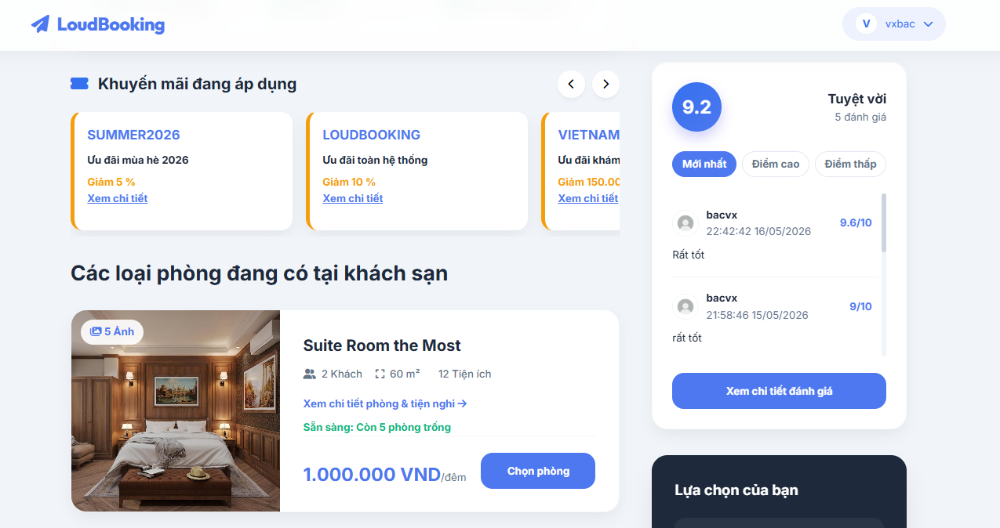 LoudBooking
V vxbac
Khuyến mãi đang áp dụng
SUMMER2026
Ưu đãi mùa hè 2026
Giảm 5 %
Xem chi tiết
LOUDBOOKING
Ưu đãi toàn hệ thống
Giảm 10 %
Xem chi tiết
VIETNAM
Ưu đãi khám
Giảm 150.00
Xem chi tiết
Các loại phòng đang có tại khách sạn
5 Ảnh
Suite Room the Most
2 Khách 60 m² 12 Tiện ích
Xem chi tiết phòng & tiện nghi →
Sẵn sàng: Còn 5 phòng trống
1.000.000 VND/đêm
Chọn phòng
9.2
Tuyệt vời
5 đánh giá
Mới nhất Điểm cao Điểm thấp
bacvx
22:42:42 16/05/2026
9.6/10
Rất tốt
bacvx
21:58:46 15/05/2026
9/10
rất tốt
Xem chi tiết đánh giá
Lựa chọn của bạn